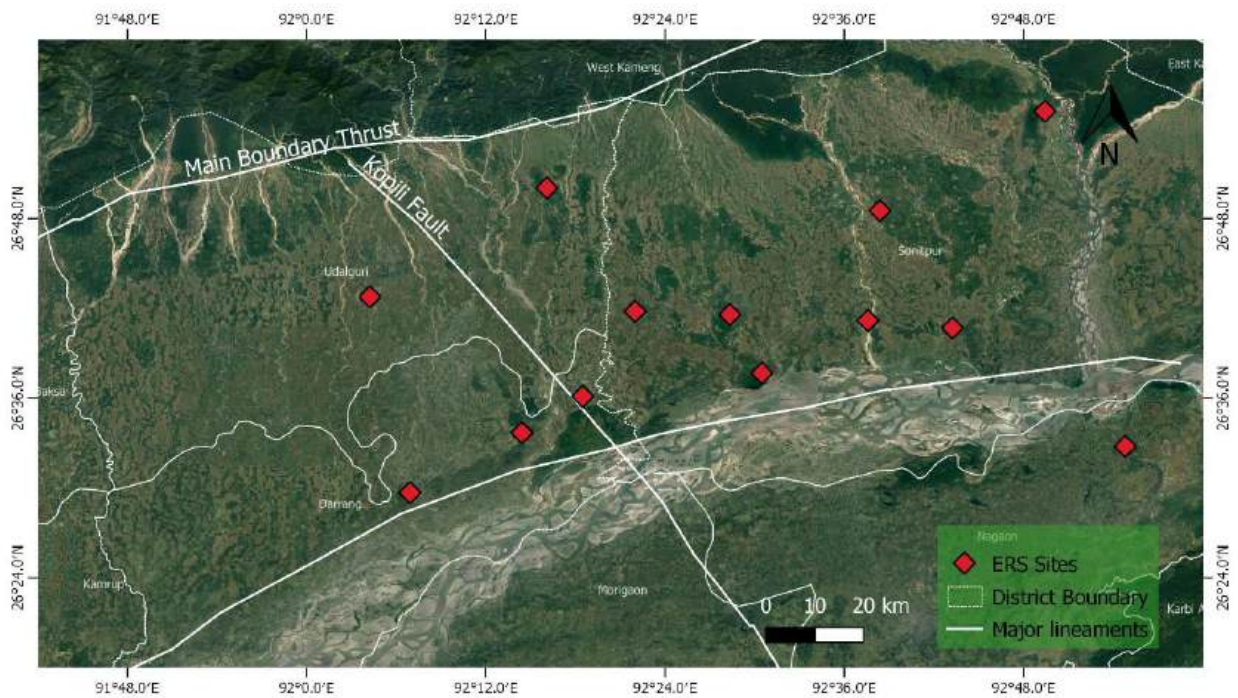 91°48.0'E 92°0.0'E 92°12.0'E 92°24.0'E 92°36.0'E 92°48.0'E
West Kameng
East Ka
Main Boundary Thrust
N
Kopili Fault
26°48.0'N 26°48.0'N
Sonitpur
Udalguri
26°36.0'N 26°36.0'N
Baksa
Darrang
Nagaon
ERS Sites
26°24.0'N 26°24.0'N
Kamrup
Morigaon
0 10 20 km
District Boundary
Karbi A
Major lineaments
91°48.0'E 92°0.0'E 92°12.0'E 92°24.0'E 92°36.0'E 92°48.0'E